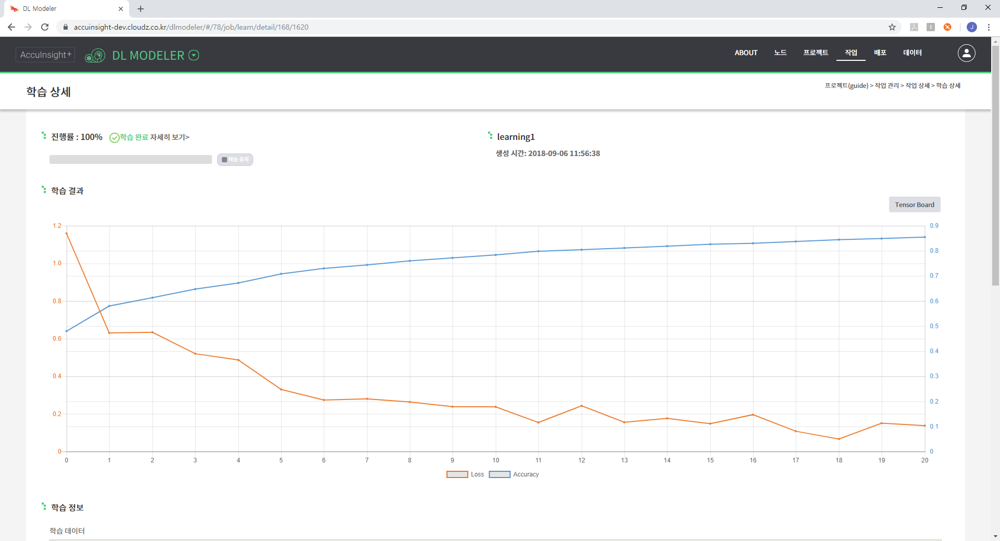 DL Modeler
accuinsight-dev.cloudz.co.kr/dlmodeler/#/78/job/learn/detail/168/1620
J
AccuInsight+
DL MODELER
ABOUT 노드 프로젝트 작업 배포 데이터
학습 상세
프로젝트(guide) > 작업 관리 > 작업 상세 > 학습 상세
진행률 : 100% 학습 완료 자세히 보기>
학습 중지
learning1
생성 시간: 2018-09-06 11:56:38
학습 결과
Tensor Board
1.2
1.0
0.8
0.6
0.4
0.2
0
0.9
0.8
0.7
0.6
0.5
0.4
0.3
0.2
0.1
0
0 1 2 3 4 5 6 7 8 9 10 11 12 13 14 15 16 17 18 19 20
Loss Accuracy
학습 정보
학습 데이터